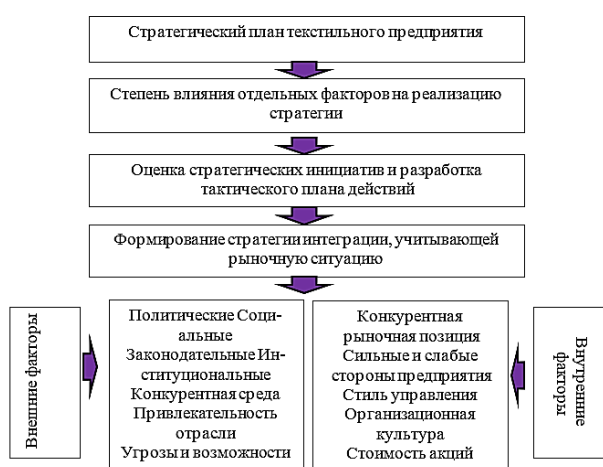 Стратегический план текстильного предприятия
Степень влияния отдельных факторов на реализацию
стратегии
Оценка стратегических инициатив и разработка
тактического плана действий
Формирование стратегии интеграции, учитывающей
рыночную ситуацию
Внешние факторы
Политические Соци-
альные
Законодательные Ин-
ституциональные
Конкурентная среда
Привлекательность
отрасли
Угрозы и возможности
Конкурентная
рыночная позиция
Сильные и слабые
стороны предприятия
Стиль управления
Организационная
культура
Стоимость акций
Внутренние
факторы